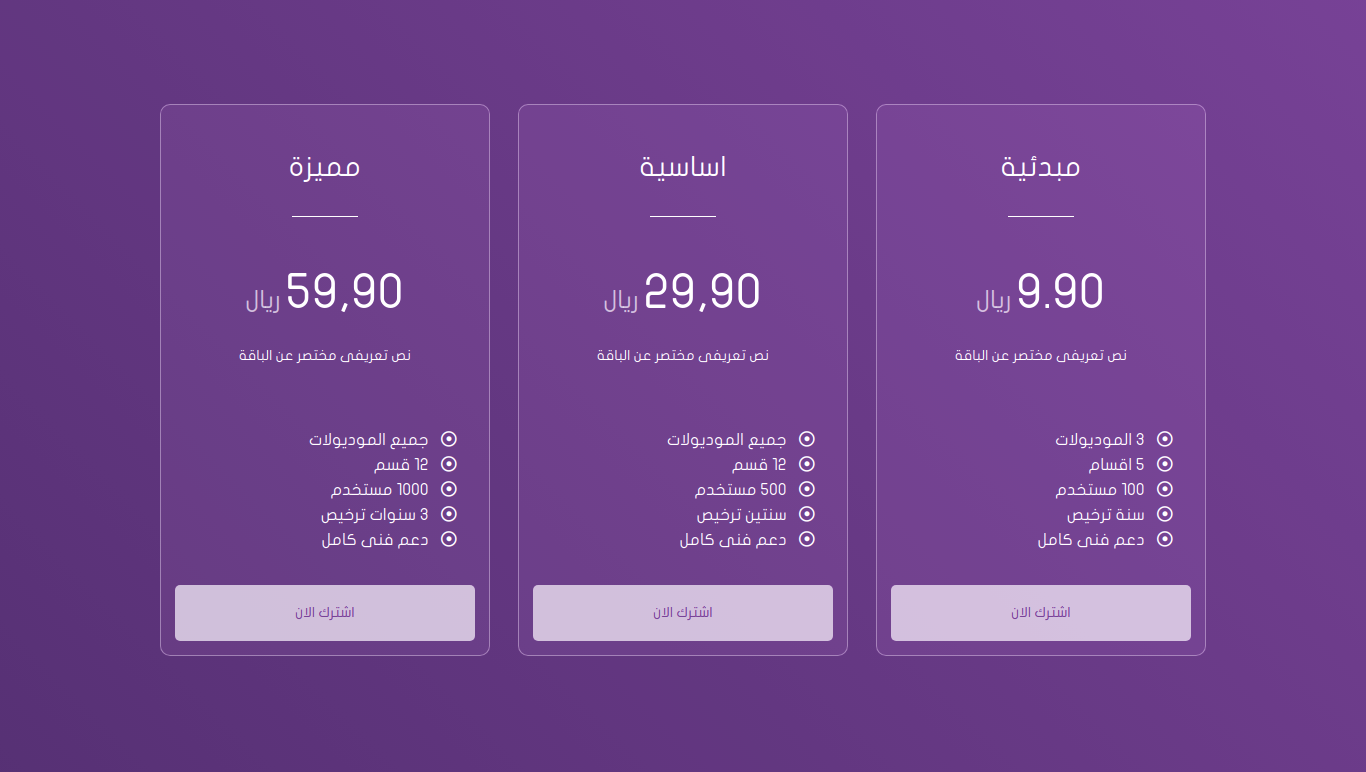 مبدئية
9.90 ريال
نص تعريفى مختصر عن الباقة
3 الموديولات
5 اقسام
100 مستخدم
سنة ترخيص
دعم فنى كامل
اشترك الان
اساسية
29,90 ريال
نص تعريفى مختصر عن الباقة
جميع الموديولات
12 قسم
500 مستخدم
سنتين ترخيص
دعم فنى كامل
اشترك الان
مميزة
59,90 ريال
نص تعريفى مختصر عن الباقة
جميع الموديولات
12 قسم
1000 مستخدم
3 سنوات ترخيص
دعم فنى كامل
اشترك الان